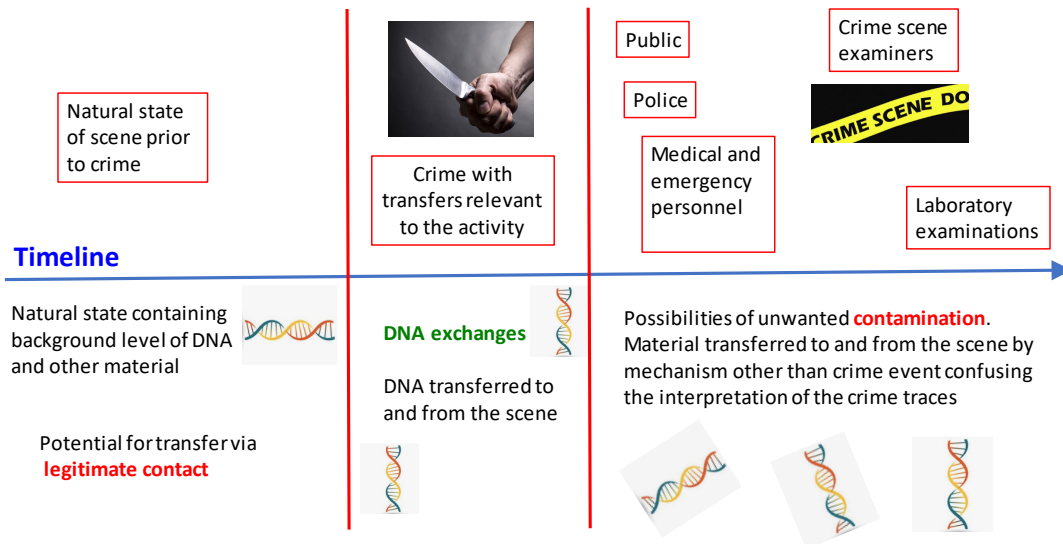 Natural state
of scene prior
to crime
Crime with
transfers relevant
to the activity
Public
Police
Medical and
emergency
personnel
Crime scene
examiners
CRIME SCENE DO
Laboratory
examinations
Timeline
Natural state containing
background level of DNA
and other material
Potential for transfer via
legitimate contact
DNA exchanges
DNA transferred to
and from the scene
Possibilities of unwanted contamination.
Material transferred to and from the scene by
mechanism other than crime event confusing
the interpretation of the crime traces